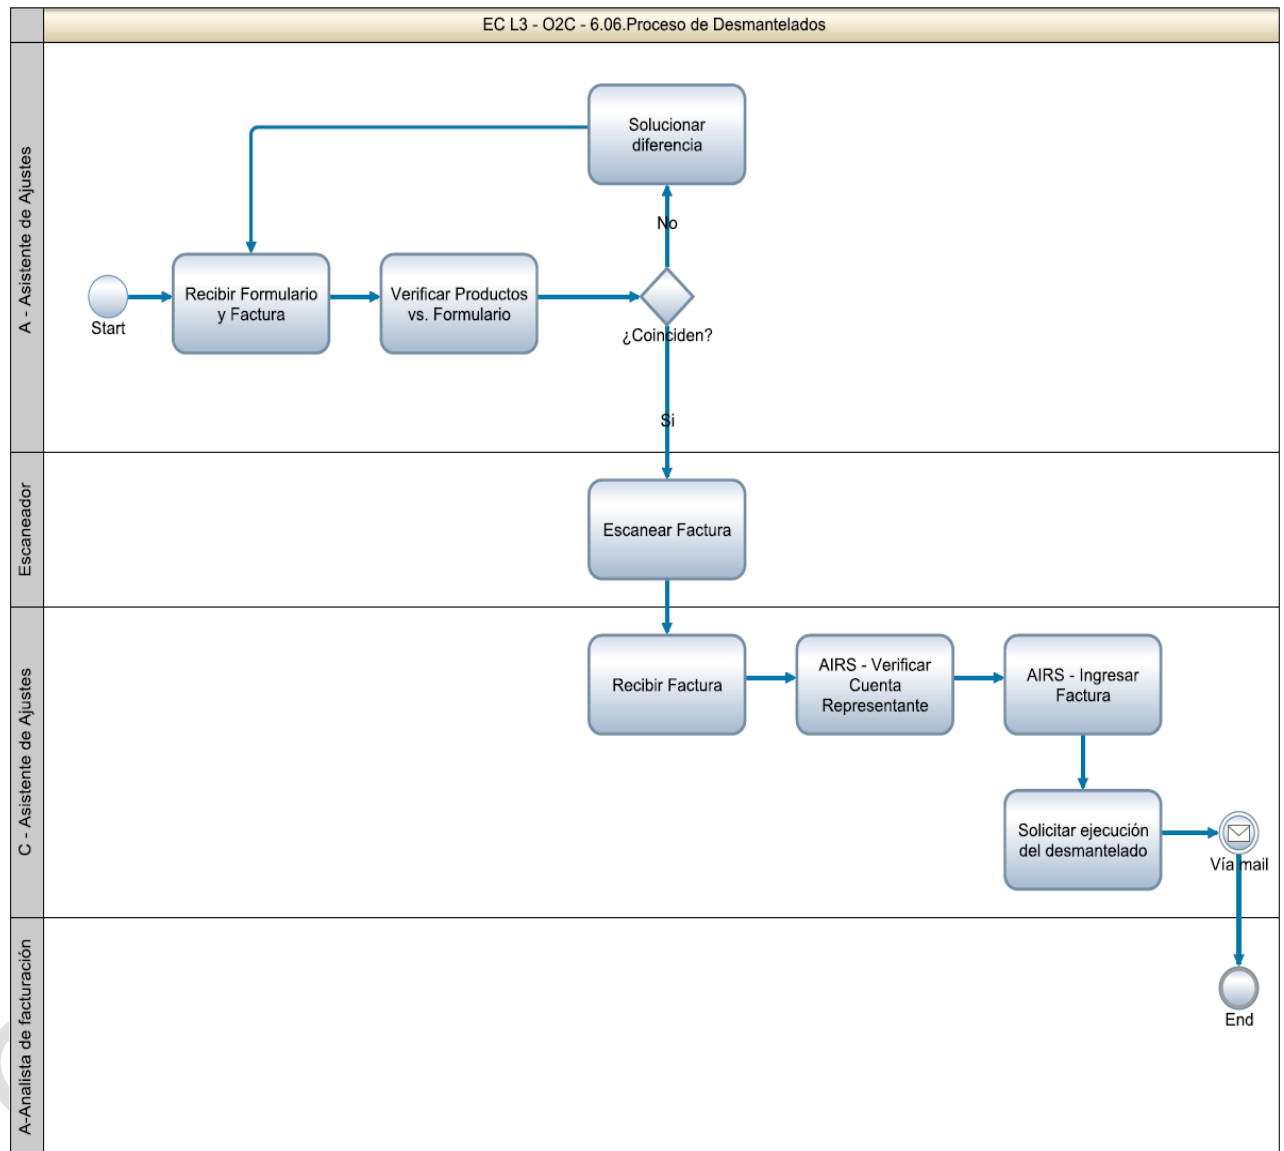 EC L3 - O2C - 6.06.Proceso de Desmantelados
A - Asistente de Ajustes
Solucionar
diferencia
No
Start
Recibir Formulario
y Factura
Verificar Productos
vs. Formulario
¿Coinciden?
Si
Escaneador
Escanear Factura
C - Asistente de Ajustes
Recibir Factura
AIRS - Verificar
Cuenta
Representante
AIRS - Ingresar
Factura
Solicitar ejecución
del desmantelado
Vía mail
A-Analista de facturación
End